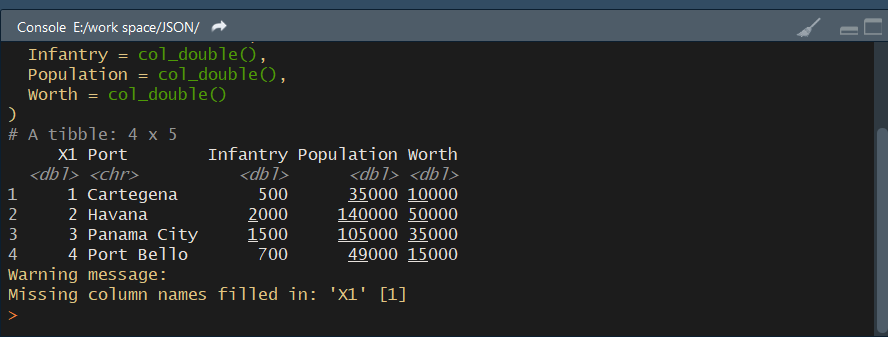 Console E:/work space/JSON/
Infantry = col_double(),
Population = col_double(),
Worth = col_double()
)
# A tibble: 4 x 5
X1 Port Infantry Population Worth
<dbl> <chr> <dbl> <dbl> <dbl>
1 1 Cartegena 500 35000 10000
2 2 Havana 2000 140000 50000
3 3 Panama City 1500 105000 35000
4 4 Port Bello 700 49000 15000
Warning message:
Missing column names filled in: 'X1' [1]
>